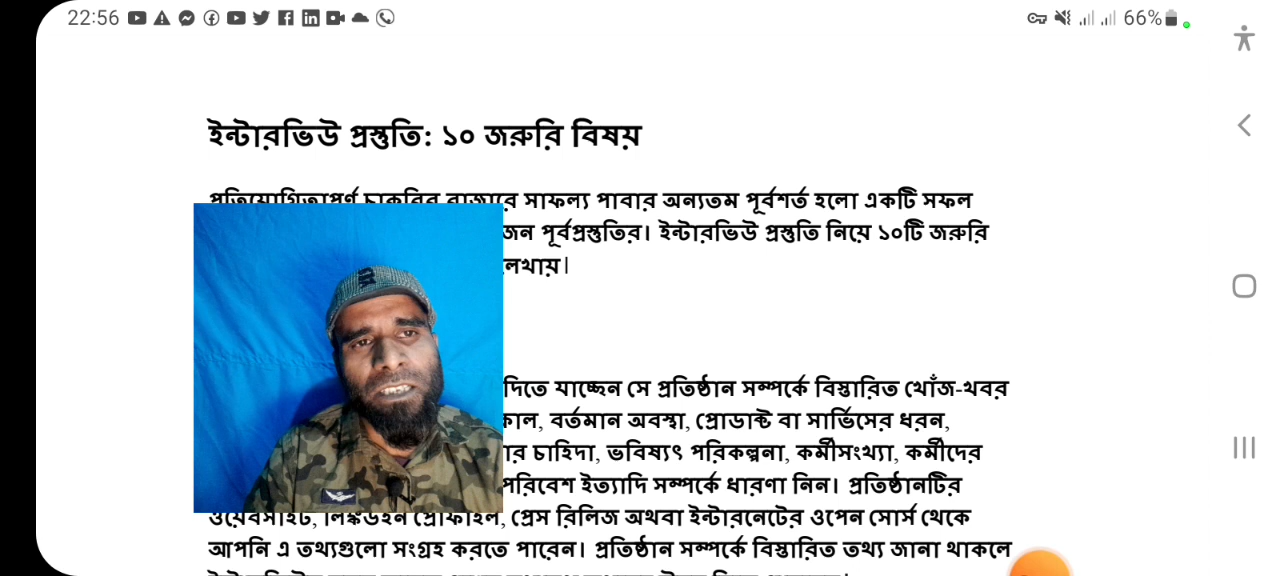 22:56
66%
ইন্টারভিউ প্রস্তুতি: ১০ জরুরি বিষয়
প্রতিযোগিতাপূর্ণ চাকরির বাজারে সাফল্য পাবার অন্যতম পূর্বশর্ত হলো একটি সফল
পূর্বপ্রস্তুতির। ইন্টারভিউ প্রস্তুতি নিয়ে ১০টি জরুরি
দিতে যাচ্ছেন সে প্রতিষ্ঠান সম্পর্কে বিস্তারিত খোঁজ-খবর
বর্তমান অবস্থা, প্রোডাক্ট বা সার্ভিসের ধরন,
চাহিদা, ভবিষ্যৎ পরিকল্পনা, কর্মীসংখ্যা, কর্মীদের
পরিবেশ ইত্যাদি সম্পর্কে ধারণা নিন। প্রতিষ্ঠানটির
ওয়েবসাইট, লিঙ্কডইন প্রোফাইল, প্রেস রিলিজ অথবা ইন্টারনেটের ওপেন সোর্স থেকে
আপনি এ তথ্যগুলো সংগ্রহ করতে পারেন। প্রতিষ্ঠান সম্পর্কে বিস্তারিত তথ্য জানা থাকলে